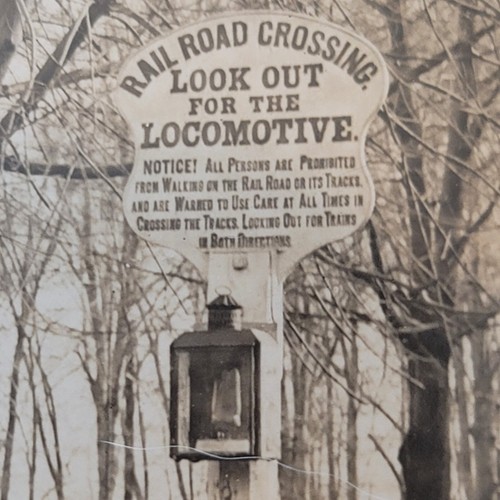 RAIL ROAD CROSSING.
LOOK OUT
FOR THE
LOCOMOTIVE.
NOTICE! ALL PERSONS ARE PROHIBITED
FROM WALKING ON THE RAIL ROAD OR ITS TRACKS.
AND ARE WARNED TO USE CARE AT ALL TIMES IN
CROSSING THE TRACKS. LOOKING OUT FOR TRAINS
IN BOTH DIRECTIONS